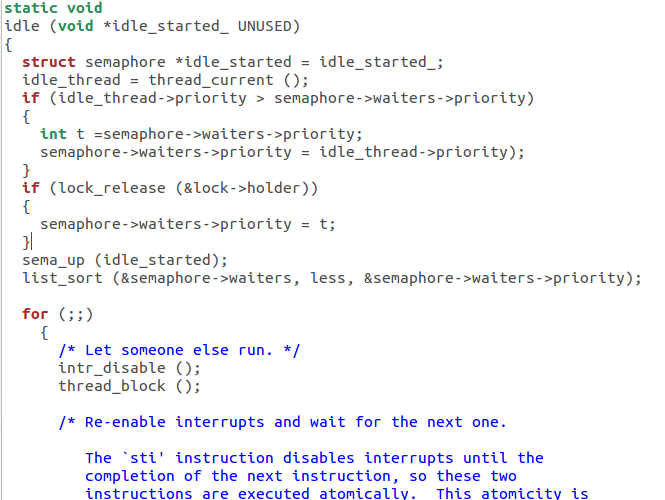 static void
idle (void *idle_started_ UNUSED)
{
  struct semaphore *idle_started = idle_started_;
  idle_thread = thread_current ();
  if (idle_thread->priority > semaphore->waiters->priority)
  {
    int t =semaphore->waiters->priority;
    semaphore->waiters->priority = idle_thread->priority);
  }
  if (lock_release (&lock->holder))
  {
    semaphore->waiters->priority = t;
  }
  sema_up (idle_started);
  list_sort (&semaphore->waiters, less, &semaphore->waiters->priority);

  for (;;)
    {
      /* Let someone else run. */
      intr_disable ();
      thread_block ();

      /* Re-enable interrupts and wait for the next one.

         The `sti' instruction disables interrupts until the
         completion of the next instruction, so these two
         instructions are executed atomically.  This atomicity is